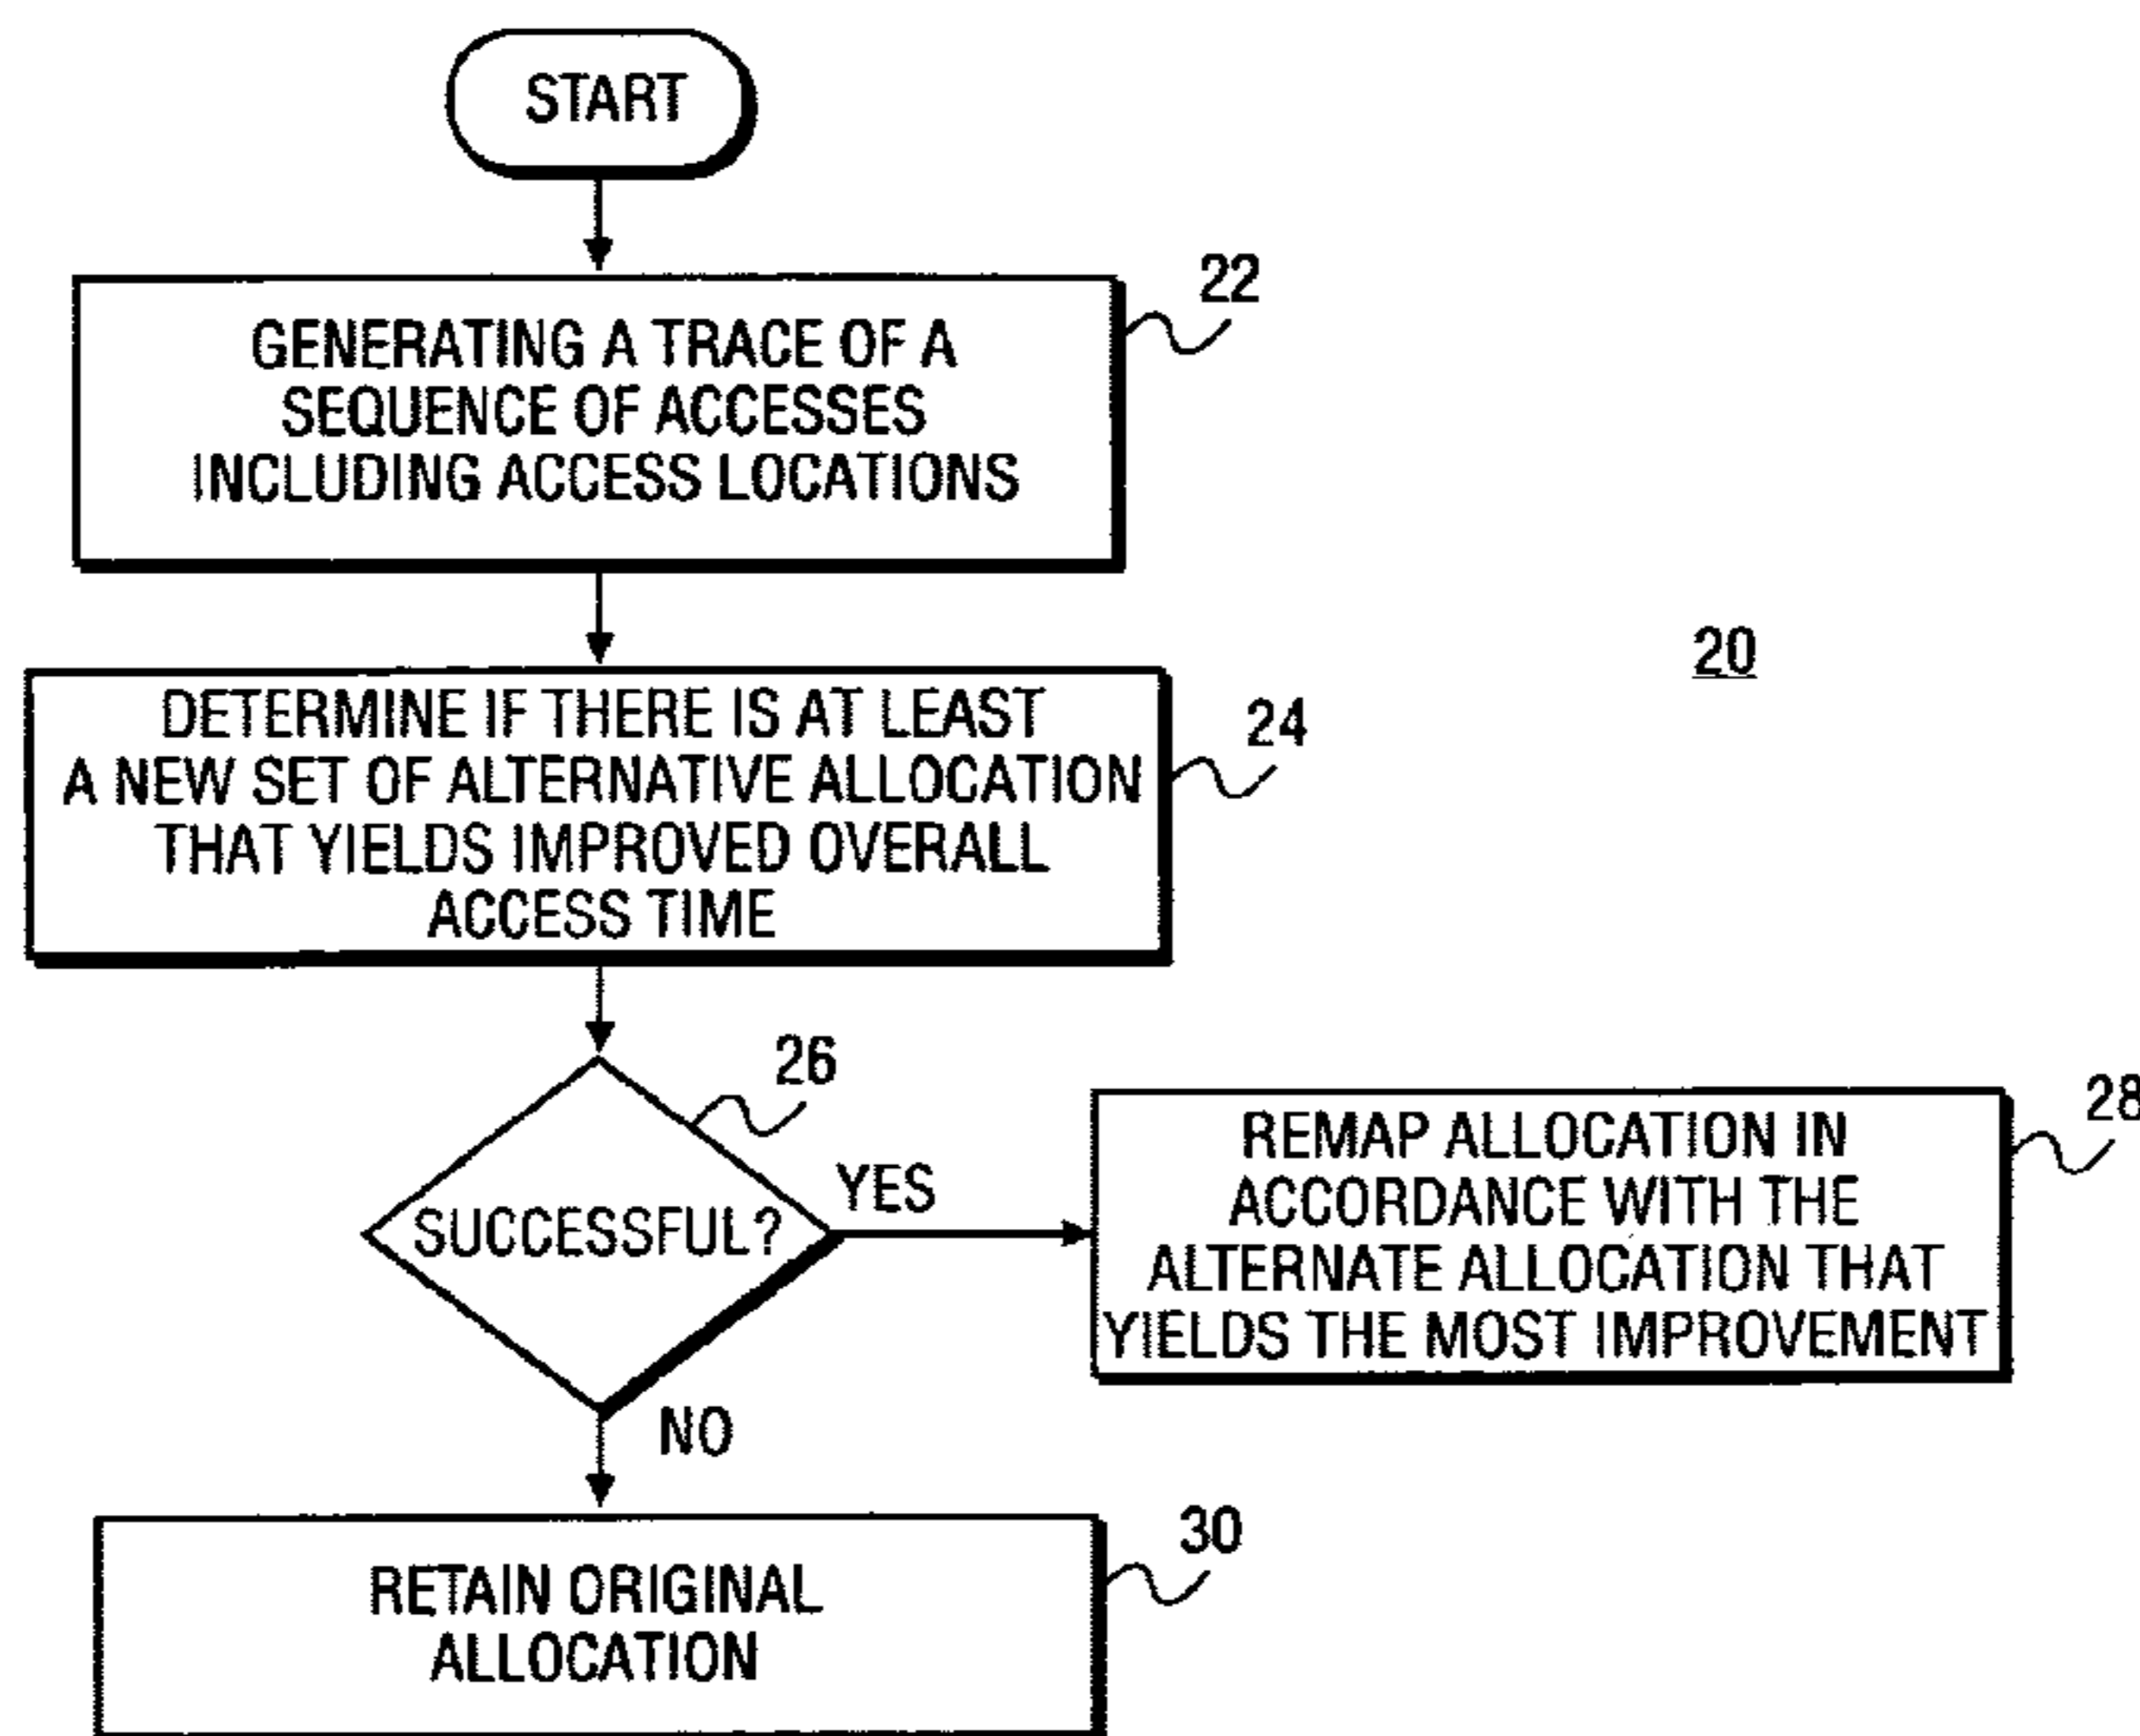 START
22
GENERATING A TRACE OF A
SEQUENCE OF ACCESSES
INCLUDING ACCESS LOCATIONS
20
24
DETERMINE IF THERE IS AT LEAST
A NEW SET OF ALTERNATIVE ALLOCATION
THAT YIELDS IMPROVED OVERALL
ACCESS TIME
26
SUCCESSFUL?
YES
28
REMAP ALLOCATION IN
ACCORDANCE WITH THE
ALTERNATE ALLOCATION THAT
YIELDS THE MOST IMPROVEMENT
NO
30
RETAIN ORIGINAL
ALLOCATION